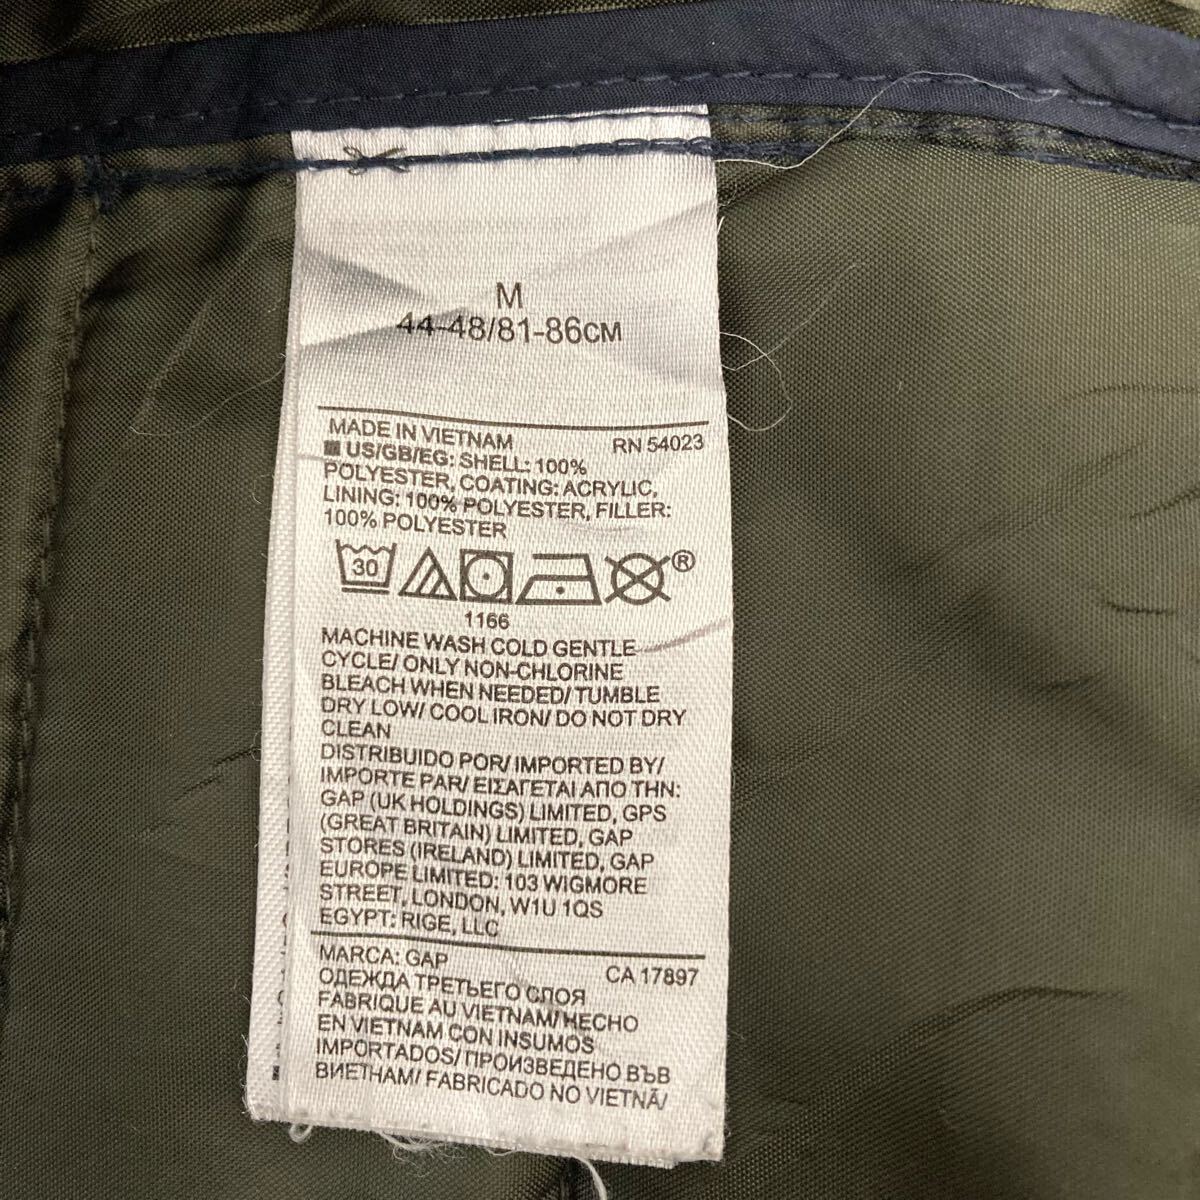 M
44-48/81-86CM
MADE IN VIETNAM RN 54023
■ US/GB/EG: SHELL: 100%
POLYESTER, COATING: ACRYLIC,
LINING: 100% POLYESTER, FILLER:
100% POLYESTER
30 ®
1166
MACHINE WASH COLD GENTLE
CYCLE/ ONLY NON-CHLORINE
BLEACH WHEN NEEDED/ TUMBLE
DRY LOW/ COOL IRON/ DO NOT DRY
CLEAN
DISTRIBUIDO POR/ IMPORTED BY/
IMPORTE PAR/ ΕΙΣΑΓΕΤΑΙ ΑΠΟ ΤΗΝ:
GAP (UK HOLDINGS) LIMITED, GPS
(GREAT BRITAIN) LIMITED, GAP
STORES (IRELAND) LIMITED, GAP
EUROPE LIMITED: 103 WIGMORE
STREET, LONDON, W1U 1QS
EGYPT: RIGE, LLC
MARCA: GAP CA 17897
ОДЕЖДА ТРЕТЬЕГО СЛОЯ
FABRIQUE AU VIETNAM/ HECHO
EN VIETNAM CON INSUMOS
IMPORTADOS/ ПРОИЗВЕДЕНО ВЪВ
ВИЕТНАМ/ FABRICADO NO VIETNÃ/